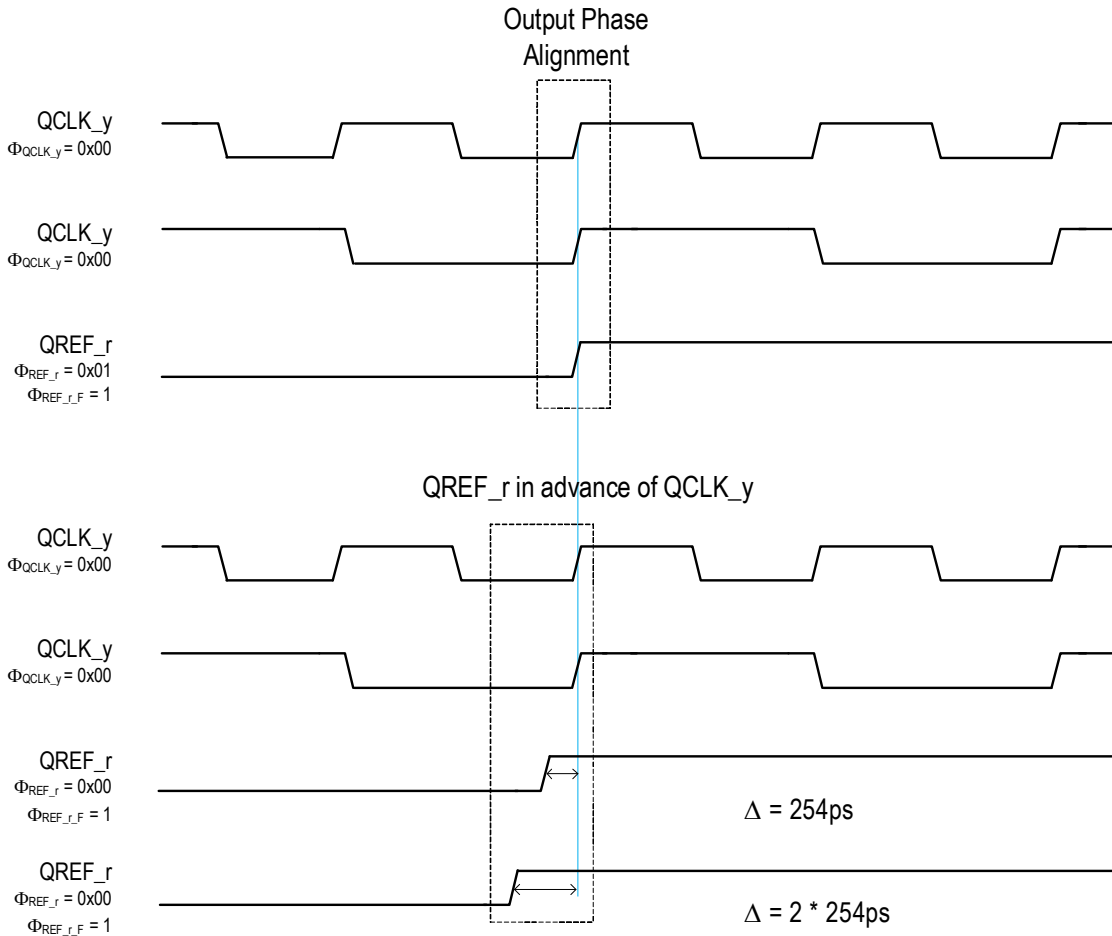 Output Phase
Alignment
QCLK_y
ΦQCLK_y = 0x00
QCLK_y
ΦQCLK_y = 0x00
QREF_r
ΦREF_r = 0x01
ΦREF_r_F = 1
QREF_r in advance of QCLK_y
QCLK_y
ΦQCLK_y = 0x00
QCLK_y
ΦQCLK_y = 0x00
QREF_r
ΦREF_r = 0x00
ΦREF_r_F = 1
Δ = 254ps
QREF_r
ΦREF_r = 0x00
ΦREF_r_F = 1
Δ = 2 * 254ps